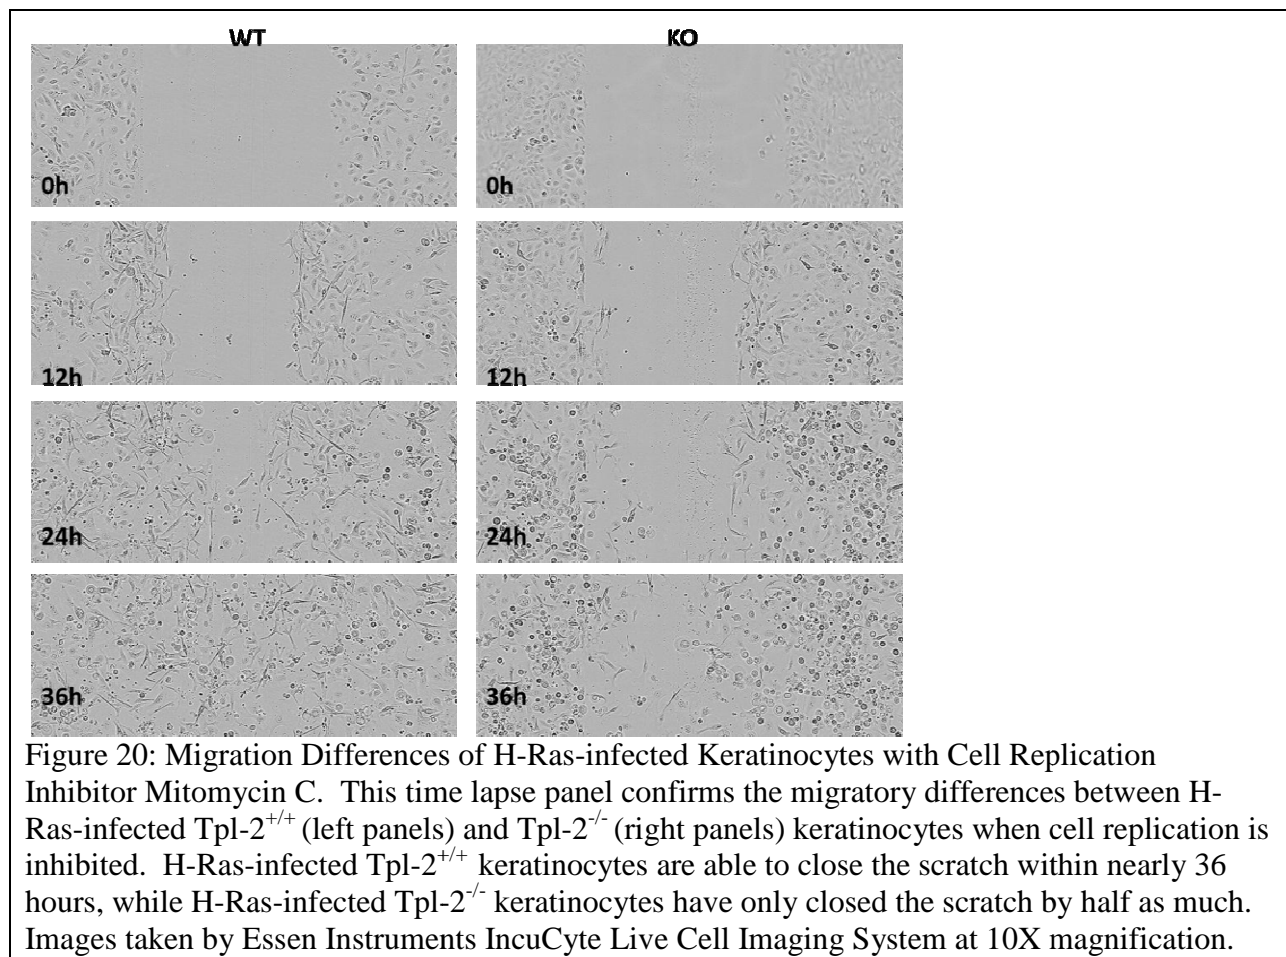 WT KO
0h 0h
12h 12h
24h 24h
36h 36h
Figure 20: Migration Differences of H-Ras-infected Keratinocytes with Cell Replication
Inhibitor Mitomycin C.  This time lapse panel confirms the migratory differences between H-
Ras-infected Tpl-2+/+ (left panels) and Tpl-2-/- (right panels) keratinocytes when cell replication is
inhibited.  H-Ras-infected Tpl-2+/+ keratinocytes are able to close the scratch within nearly 36
hours, while H-Ras-infected Tpl-2-/- keratinocytes have only closed the scratch by half as much.
Images taken by Essen Instruments IncuCyte Live Cell Imaging System at 10X magnification.